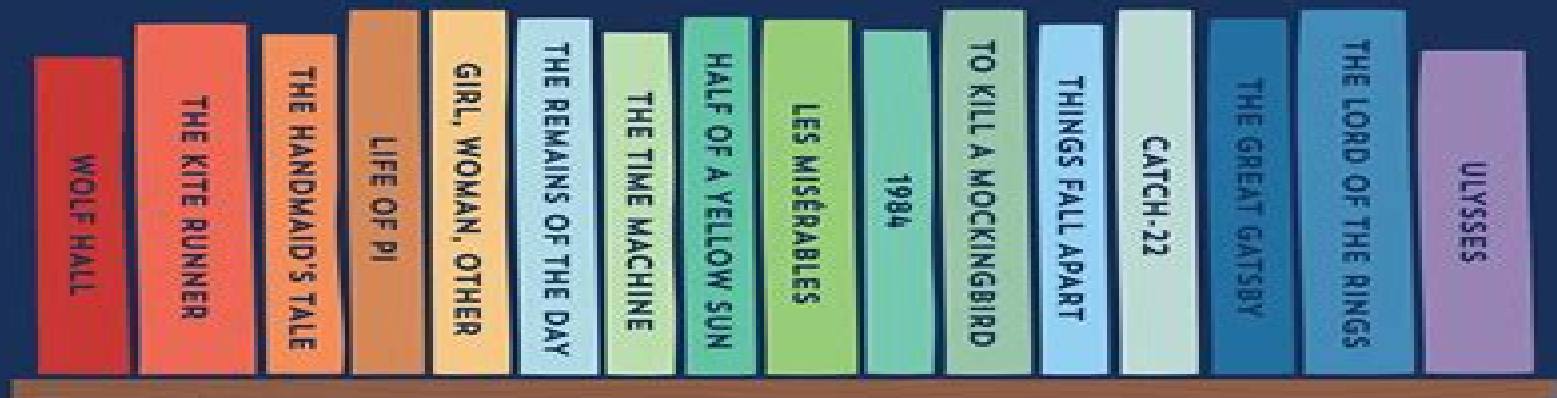 WOLF HALL
THE KITE RUNNER
THE HANDMAID'S TALE
LIFE OF PI
GIRL, WOMAN, OTHER
THE REMAINS OF THE DAY
THE TIME MACHINE
HALF OF A YELLOW SUN
LES MISÉRABLES
1984
TO KILL A MOCKINGBIRD
THINGS FALL APART
CATCH-22
THE GREAT GATSBY
THE LORD OF THE RINGS
ULYSSES